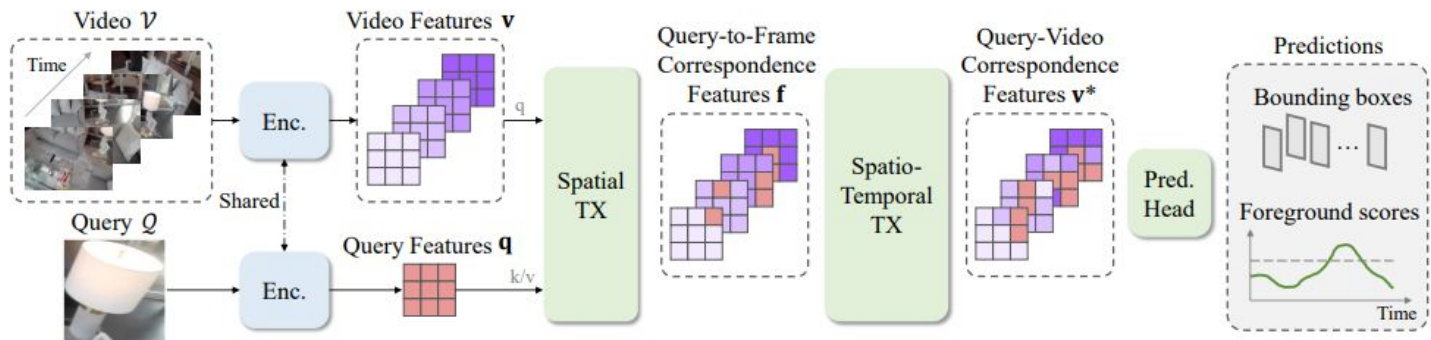 Video 𝒱
Time
Enc.
Video Features v
q
Shared
Query 𝒬
Enc.
Query Features q
k/v
Spatial
TX
Query-to-Frame
Correspondence
Features f
Spatio-
Temporal
TX
Query-Video
Correspondence
Features v*
Pred.
Head
Predictions
Bounding boxes
...
Foreground scores
Time